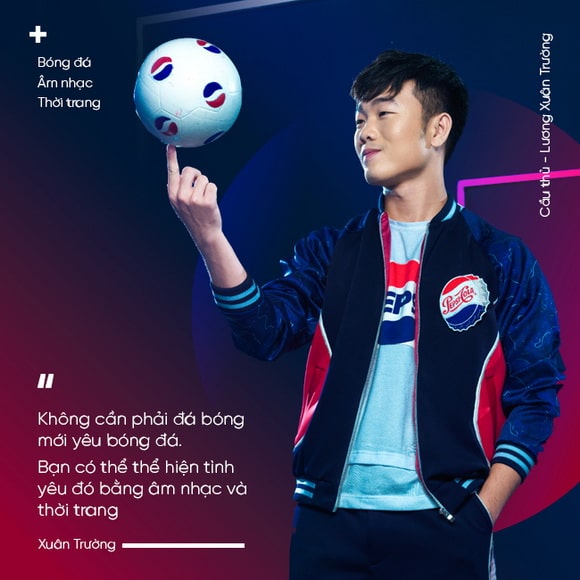 Bóng đá
Âm nhạc
Thời trang
Cầu thủ - Lương Xuân Trường
EPS
Pepsi-Cola
"
Không cần phải đá bóng
mới yêu bóng đá.
Bạn có thể thể hiện tình
yêu đó bằng âm nhạc và
thời trang
Xuân Trường